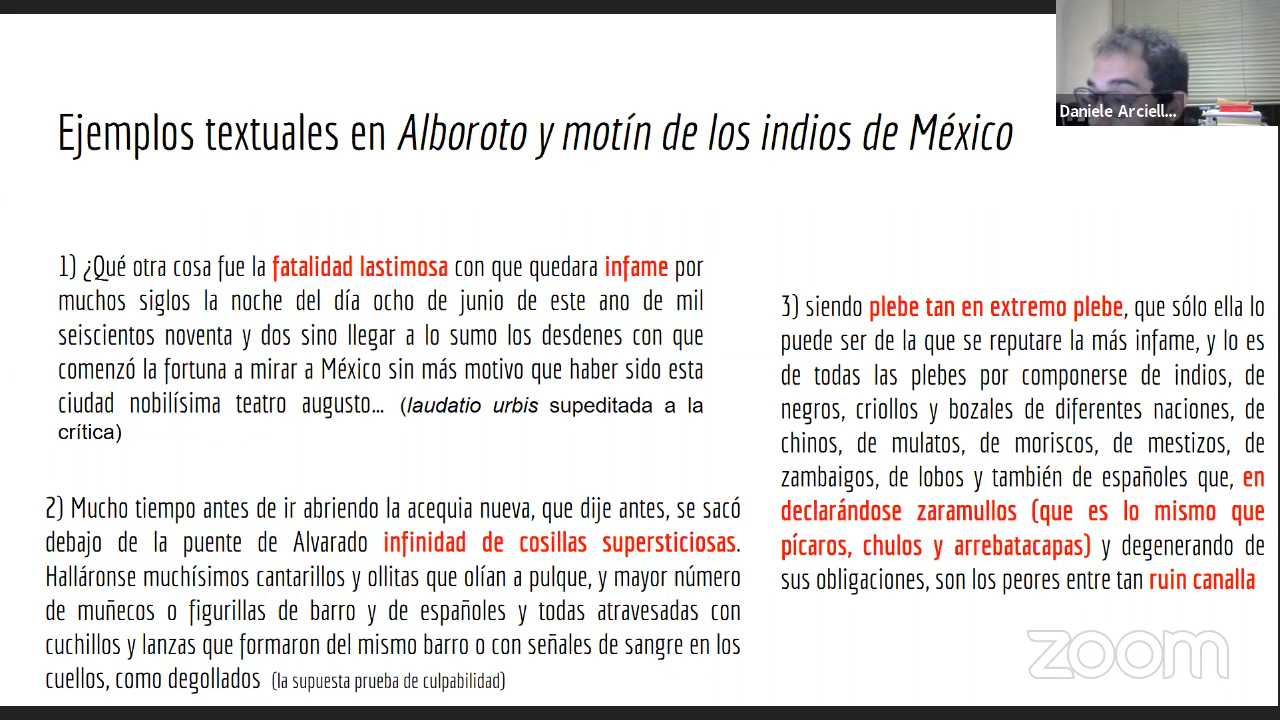 Daniele Arciell...
Ejemplos textuales en Alboroto y motín de los indios de México
1) ¿Qué otra cosa fue la fatalidad lastimosa con que quedara infame por
muchos siglos la noche del día ocho de junio de este ano de mil
seiscientos noventa y dos sino llegar a lo sumo los desdenes con que
comenzó la fortuna a mirar a México sin más motivo que haber sido esta
ciudad nobilísima teatro augusto... (laudatio urbis supeditada a la
crítica)
2) Mucho tiempo antes de ir abriendo la acequia nueva, que dije antes, se sacó
debajo de la puente de Alvarado infinidad de cosillas supersticiosas.
Halláronse muchísimos cantarillos y ollitas que olían a pulque, y mayor número
de muñecos o figurillas de barro y de españoles y todas atravesadas con
cuchillos y lanzas que formaron del mismo barro o con señales de sangre en los
cuellos, como degollados (la supuesta prueba de culpabilidad)
3) siendo plebe tan en extremo plebe, que sólo ella lo
puede ser de la que se reputare la más infame, y lo es
de todas las plebes por componerse de indios, de
negros, criollos y bozales de diferentes naciones, de
chinos, de mulatos, de moriscos, de mestizos, de
zambaigos, de lobos y también de españoles que, en
declarándose zaramullos (que es lo mismo que
pícaros, chulos y arrebatacapas) y degenerando de
sus obligaciones, son los peores entre tan ruin canalla
zoom